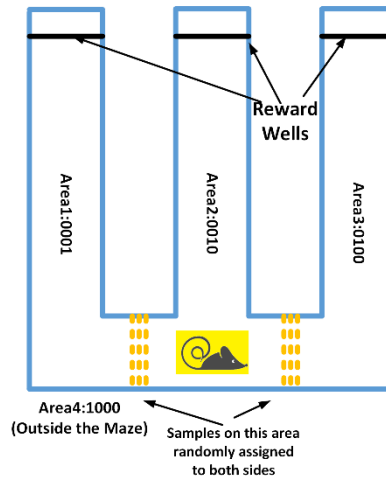 Reward
Wells
Area1:0001
Area2:0010
Area3:0100
Area4:1000
(Outside the Maze)
Samples on this area
randomly assigned
to both sides